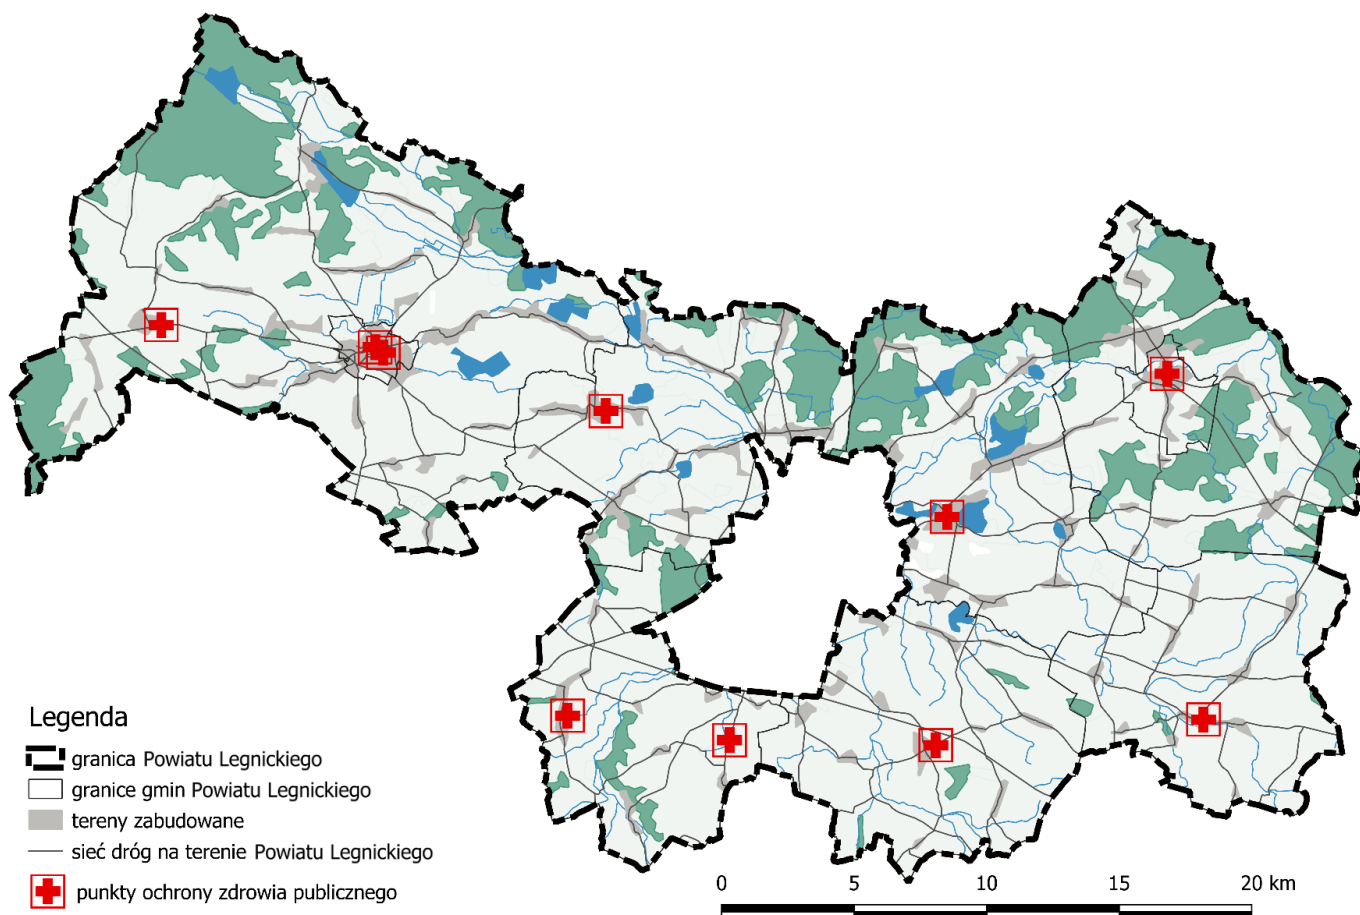 Legenda
granica Powiatu Legnickiego
granice gmin Powiatu Legnickiego
tereny zabudowane
sieć dróg na terenie Powiatu Legnickiego
punkty ochrony zdrowia publicznego
0 5 10 15 20 km